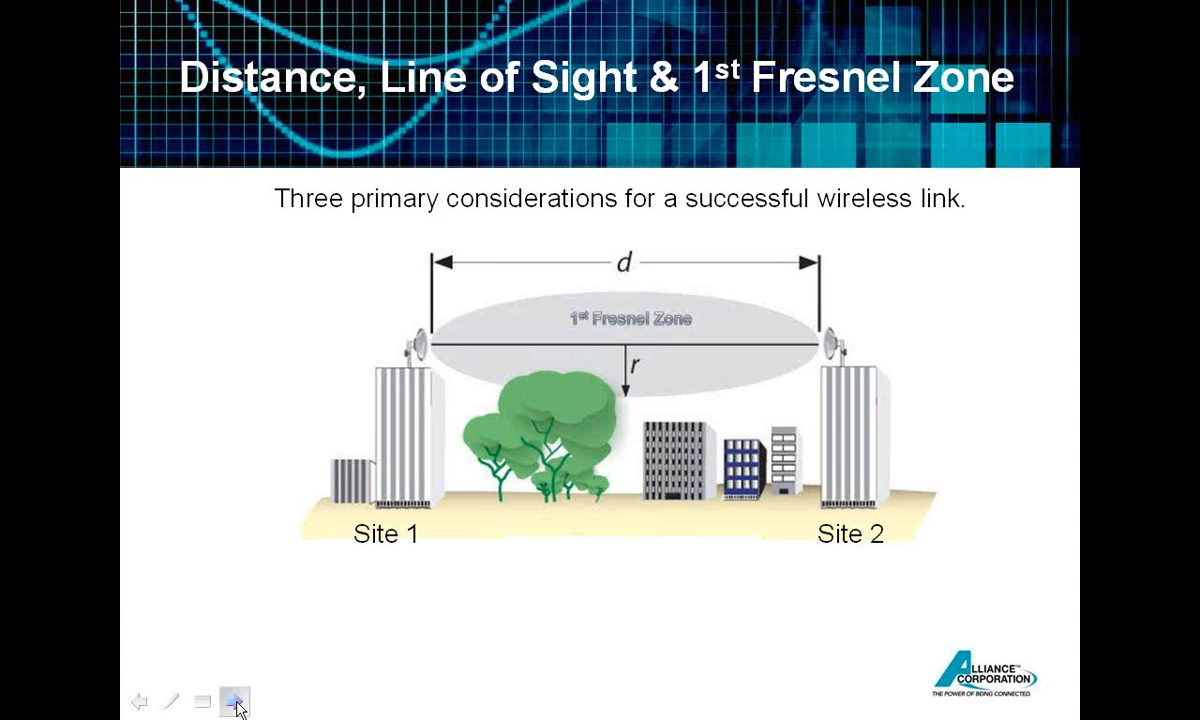 Distance, Line of Sight & 1st Fresnel Zone
Three primary considerations for a successful wireless link.
d
1st Fresnel Zone
r
Site 1
Site 2
ALLIANCE™
CORPORATION
THE POWER OF BEING CONNECTED.